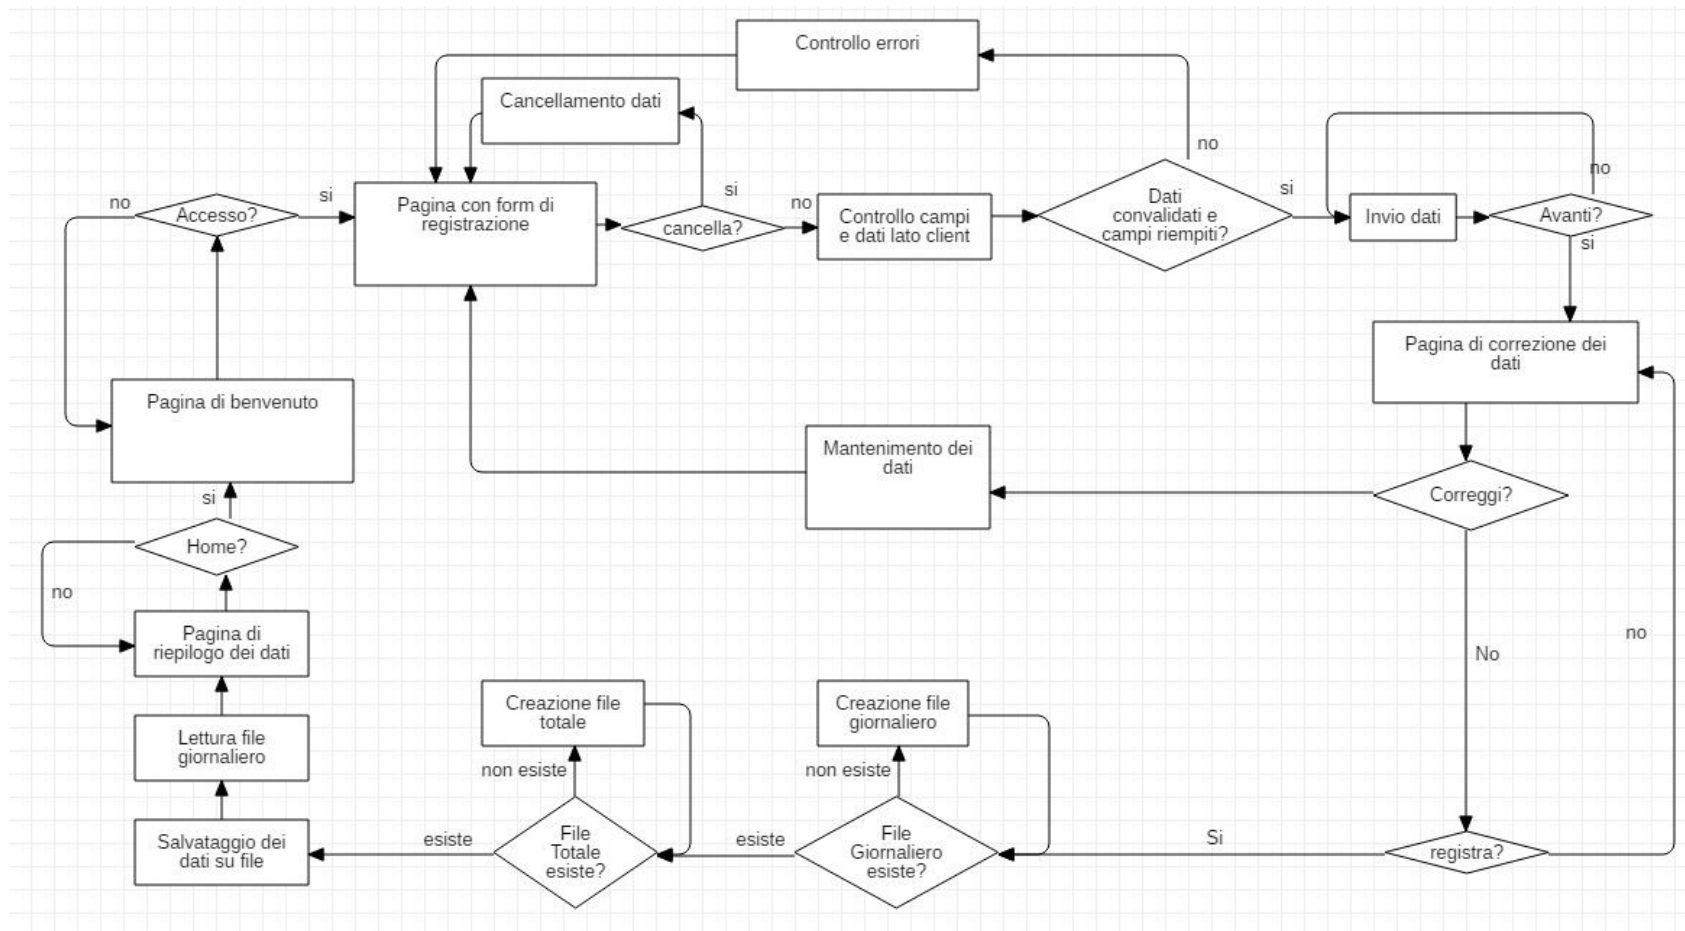 Controllo errori
Cancellamento dati
no
no
si
si
no
si
no
Accesso?
Pagina con form di
registrazione
cancella?
Controllo campi
e dati lato client
Dati
convalidati e
campi riempiti?
Invio dati
Avanti?
si
Pagina di correzione dei
dati
Pagina di benvenuto
Mantenimento dei
dati
si
Correggi?
Home?
no
Pagina di
riepilogo dei dati
no
No
Creazione file
totale
Creazione file
giornaliero
Lettura file
giornaliero
non esiste
non esiste
Salvataggio dei
dati su file
esiste
File
Totale
esiste?
esiste
File
Giornaliero
esiste?
Si
registra?